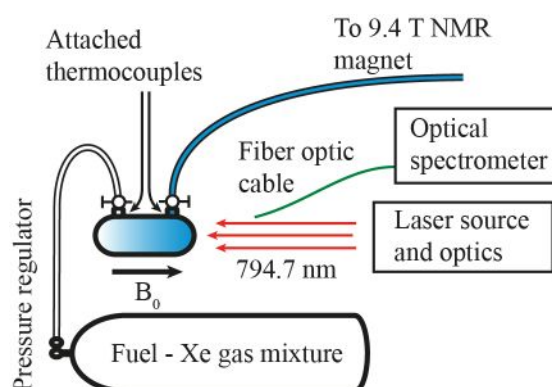 Attached
thermocouples
To 9.4 T NMR
magnet
Fiber optic
cable
Optical
spectrometer
Laser source
and optics
794.7 nm
B₀
Pressure regulator
Fuel - Xe gas mixture